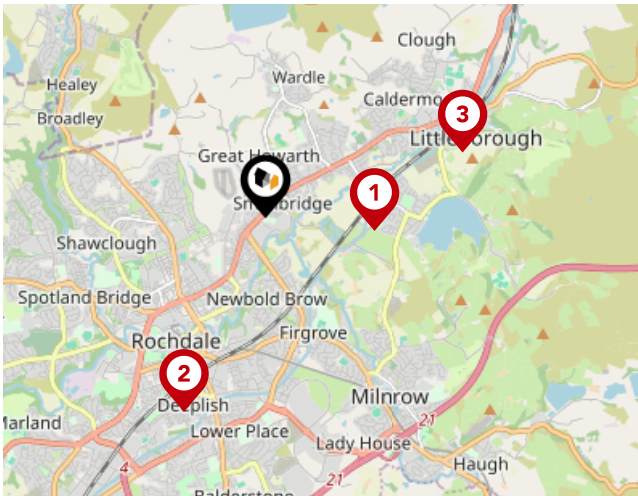 Clough
Wardle
Healey
Caldermo
Broadley
3
Littleborough
Great Howarth
1
Smallbridge
Shawclough
Spotland Bridge
Newbold Brow
Firgrove
Rochdale
2
Milnrow
Deeplish
Marland
21
Lower Place
Lady House
4
Haugh
21
Balderstone